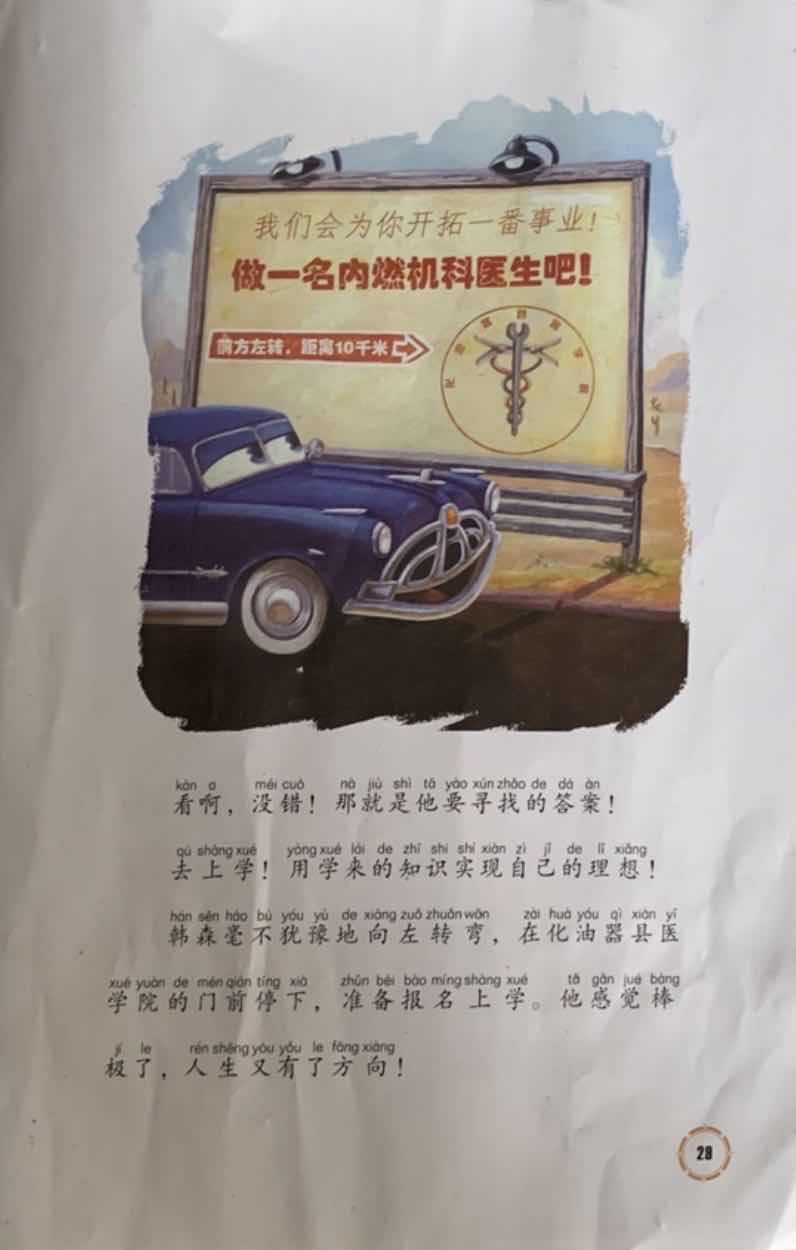 我们会为你开拓一番事业！
做一名内燃机科医生吧！
前方左转，距离10千米
化油器县医学院
kàn a méi cuò nà jiù shì tā yào xún zhǎo de dá àn
看啊，没错！那就是他要寻找的答案！
qù shàng xué yòng xué lái de zhī shi shí xiàn zì jǐ de lǐ xiǎng
去上学！用学来的知识实现自己的理想！
hán sēn háo bù yóu yù de xiàng zuǒ zhuǎn wān zài huà yóu qì xiàn yī
韩森毫不犹豫地向左转弯，在化油器县医
xué yuàn de mén qián tíng xià zhǔn bèi bào míng shàng xué tā gǎn jué bàng
学院的门前停下，准备报名上学。他感觉棒
jí le rén shēng yòu yǒu le fāng xiàng
极了，人生又有了方向！
29